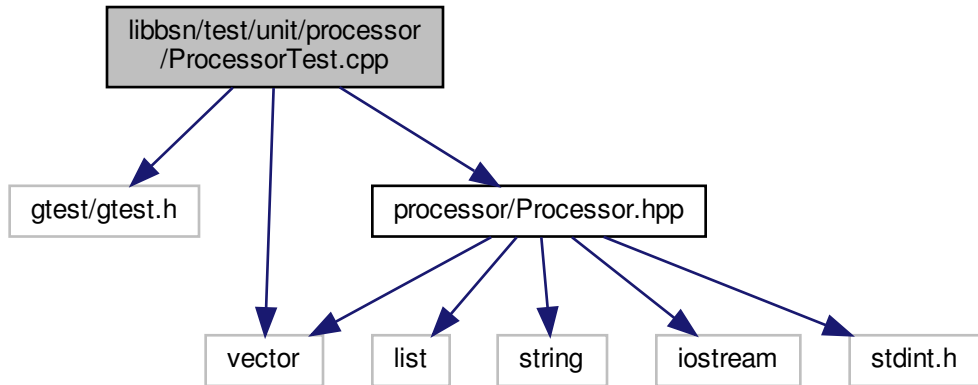 libbsn/test/unit/processor
/ProcessorTest.cpp
gtest/gtest.h
processor/Processor.hpp
vector
list
string
iostream
stdint.h